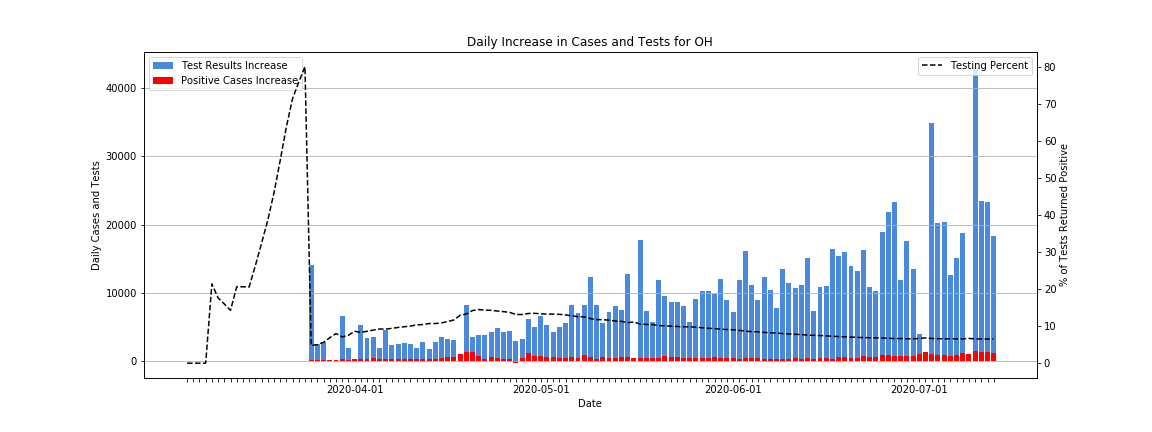 Daily Increase in Cases and Tests for OH
Test Results Increase
Positive Cases Increase
Testing Percent
40000
30000
20000
10000
0
Daily Cases and Tests
80
70
60
50
40
30
20
10
0
% of Tests Returned Positive
2020-04-01
2020-05-01
2020-06-01
2020-07-01
Date